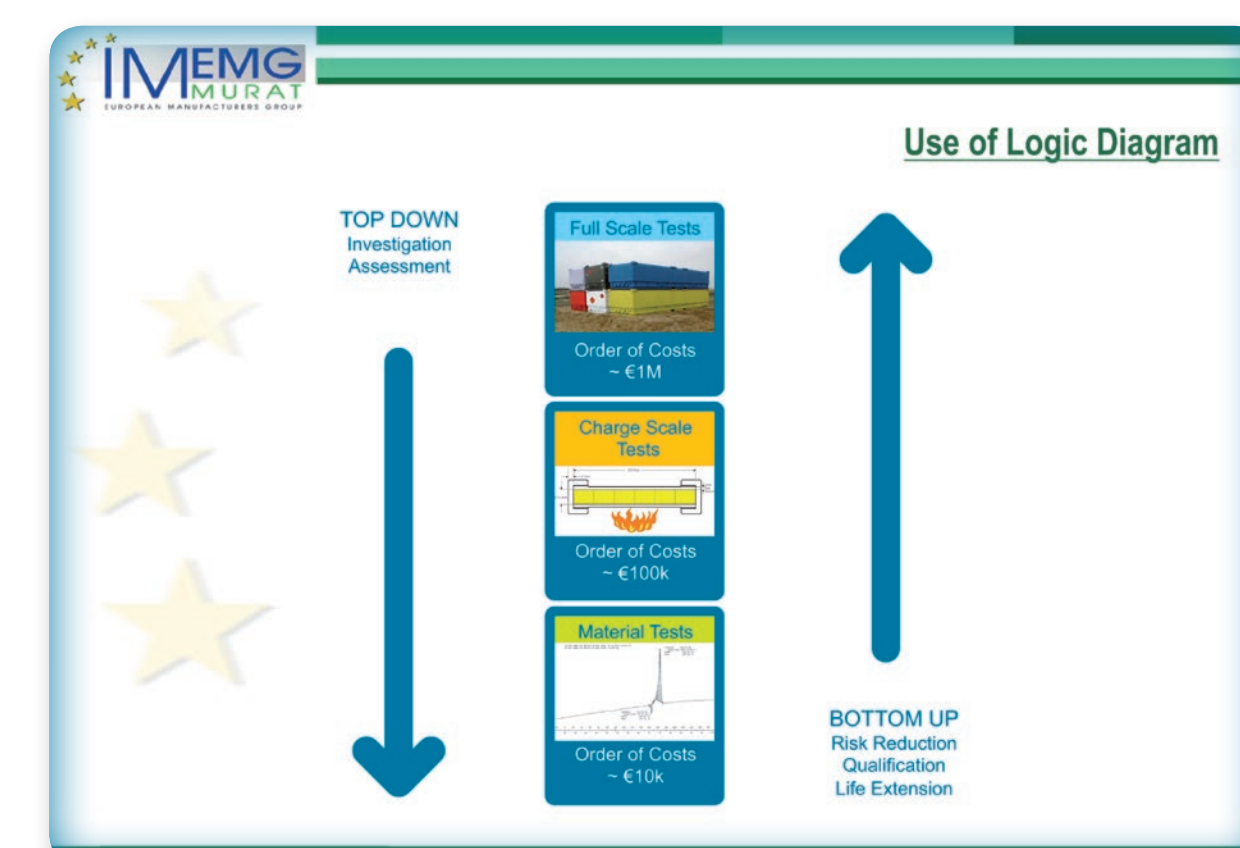 IMEMG
MURAT
EUROPEAN MANUFACTURERS GROUP
Use of Logic Diagram
TOP DOWN
Investigation
Assessment
Full Scale Tests
Order of Costs
~ €1M
Charge Scale
Tests
Order of Costs
~ €100k
Material Tests
Order of Costs
~ €10k
BOTTOM UP
Risk Reduction
Qualification
Life Extension